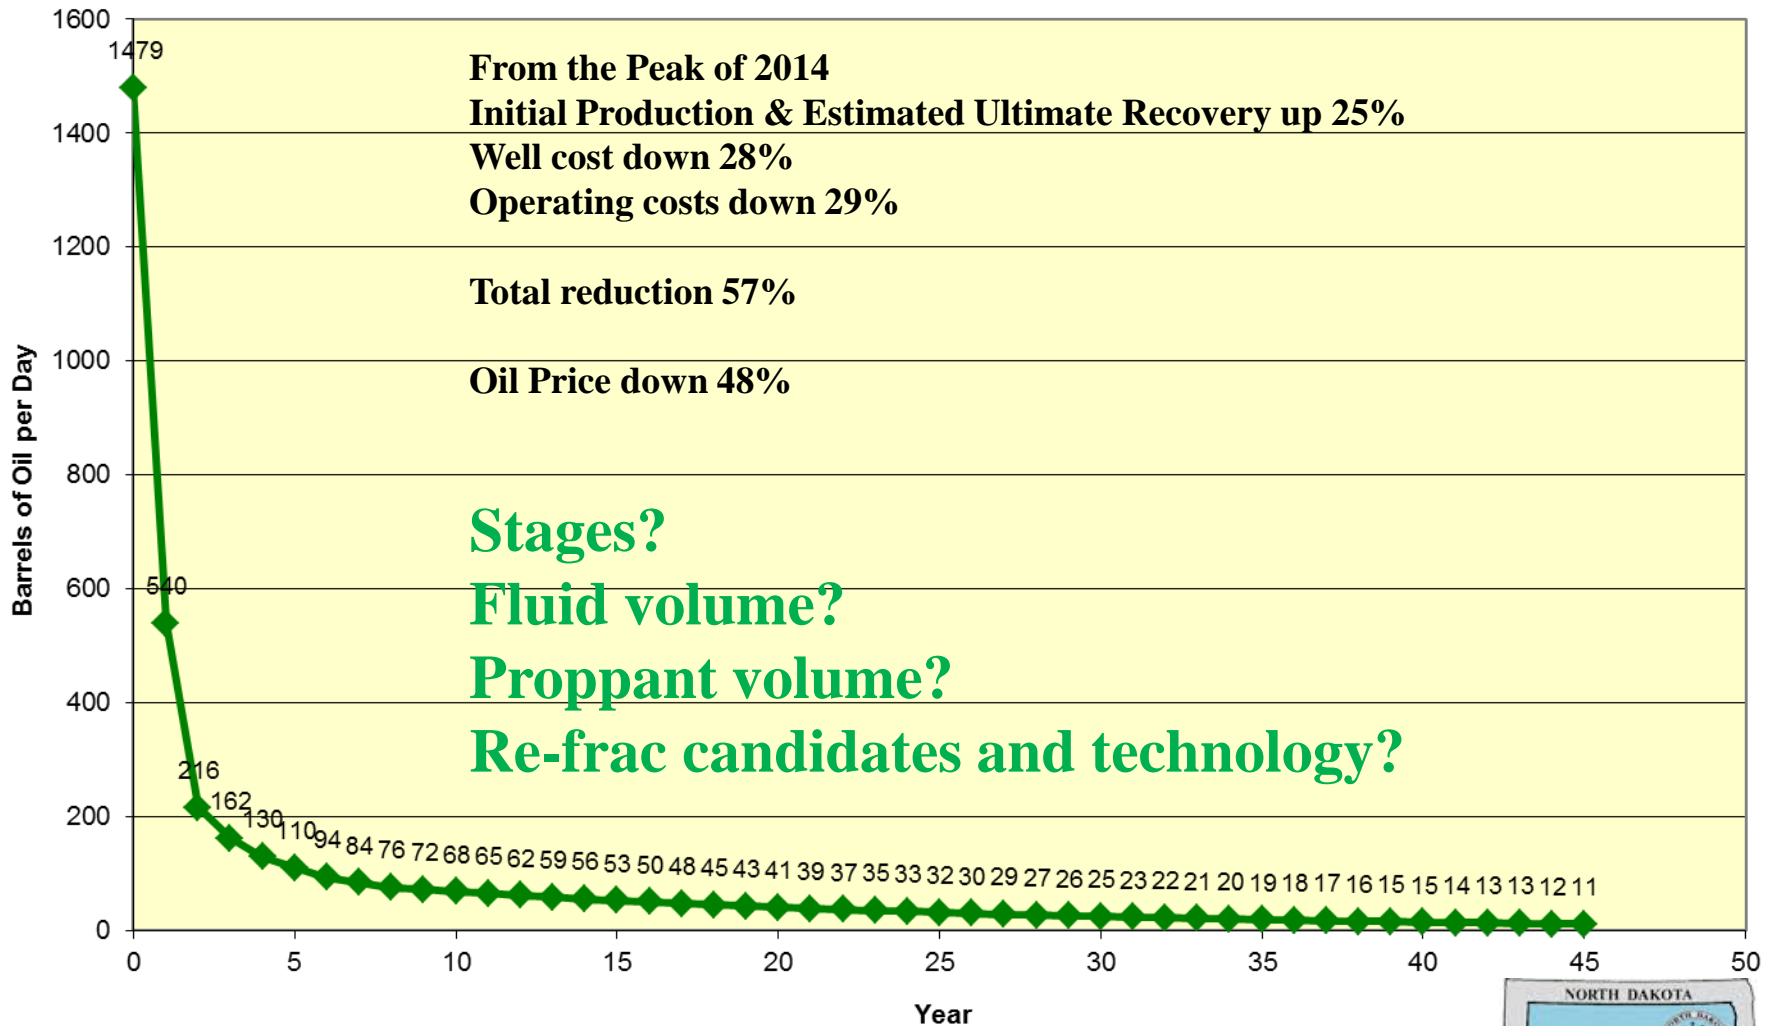 1600
1479
From the Peak of 2014
Initial Production & Estimated Ultimate Recovery up 25%
1400
Well cost down 28%
Operating costs down 29%
1200
Total reduction 57%
1000
Oil Price down 48%
800
Stages?
600
540
Fluid volume?
Proppant volume?
400
Re-frac candidates and technology?
216
200
162
130
110
94 84 76 72 68 65 62 59 56 53 50 48 45 43 41 39 37 35 33 32 30 29 27 26 25 23 22 21 20 19 18 17 16 15 15 14 13 13 12 11
0
0 5 10 15 20 25 30 35 40 45 50
Barrels of Oil per Day
Year
NORTH DAKOTA